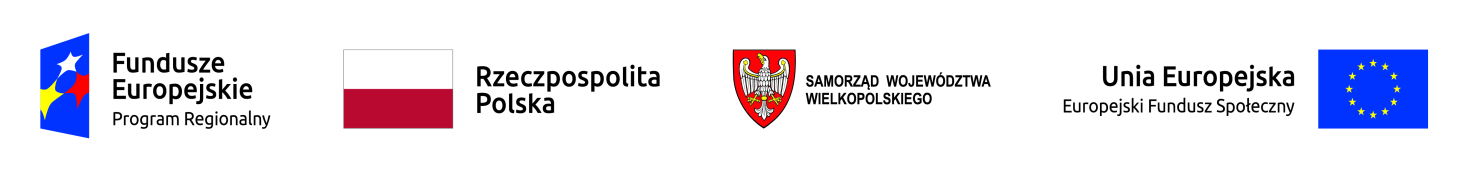 Fundusze
Europejskie
Program Regionalny
Rzeczpospolita
Polska
SAMORZĄD WOJEWÓDZTWA
WIELKOPOLSKIEGO
Unia Europejska
Europejski Fundusz Społeczny